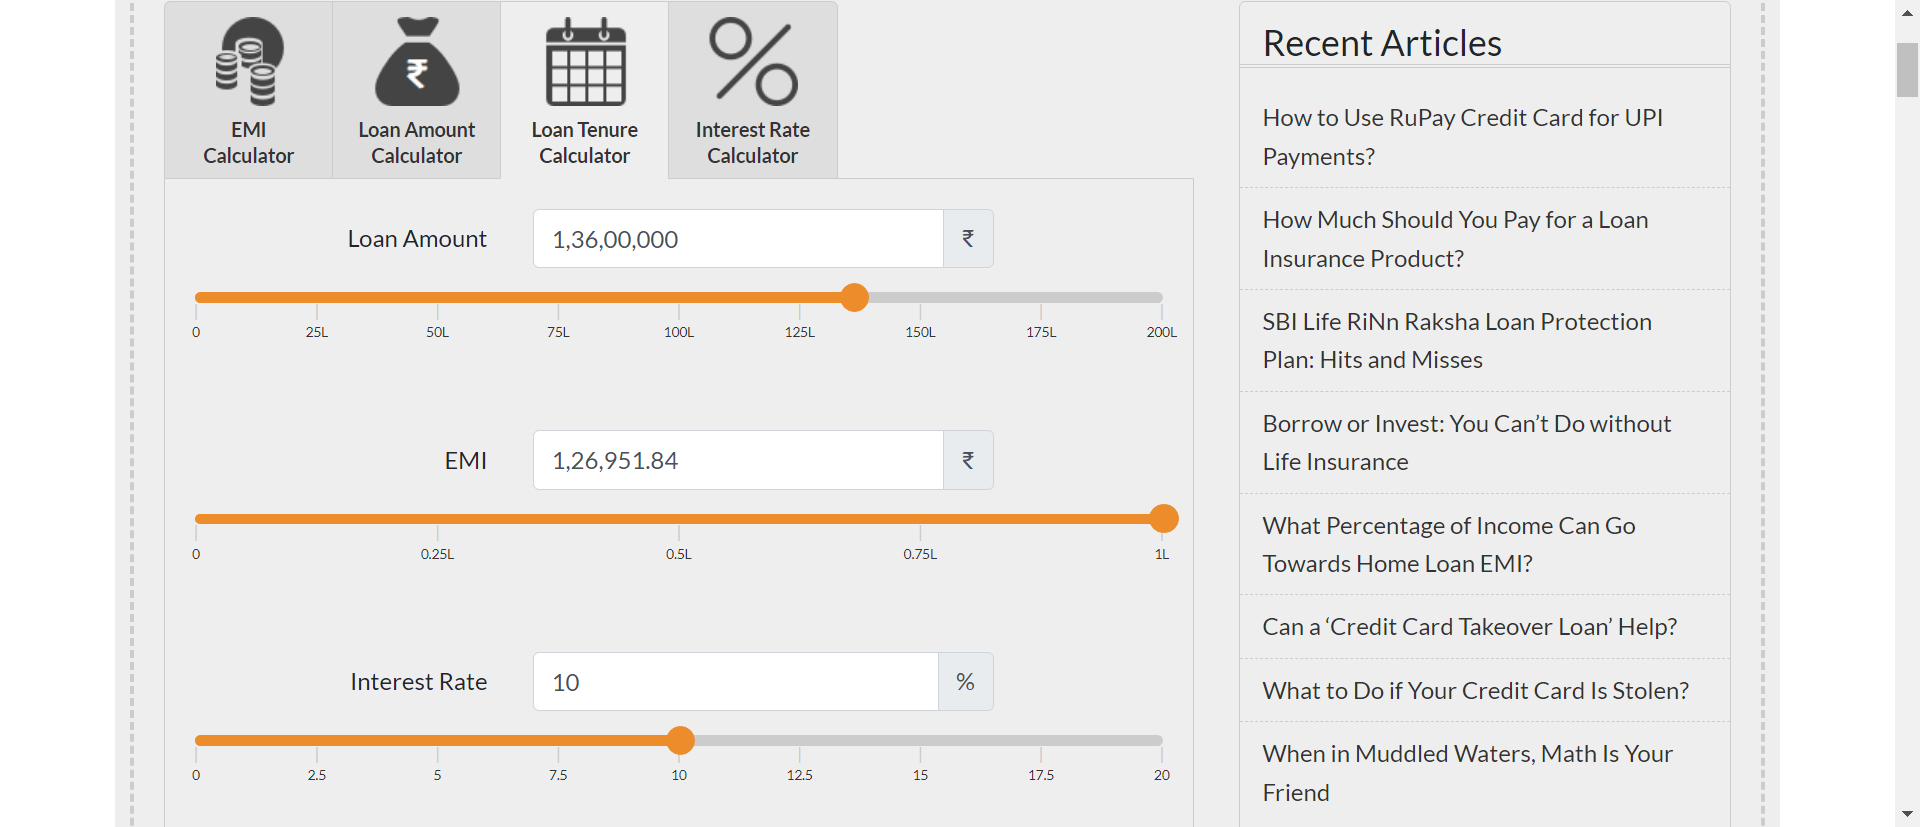 EMI
Calculator
Loan Amount
Calculator
Loan Tenure
Calculator
Interest Rate
Calculator
Loan Amount
1,36,00,000
₹
0
25L
50L
75L
100L
125L
150L
175L
200L
EMI
1,26,951.84
₹
0
0.25L
0.5L
0.75L
1L
Interest Rate
10
%
0
2.5
5
7.5
10
12.5
15
17.5
20
Recent Articles
How to Use RuPay Credit Card for UPI
Payments?
How Much Should You Pay for a Loan
Insurance Product?
SBI Life RiNn Raksha Loan Protection
Plan: Hits and Misses
Borrow or Invest: You Can’t Do without
Life Insurance
What Percentage of Income Can Go
Towards Home Loan EMI?
Can a ‘Credit Card Takeover Loan’ Help?
What to Do if Your Credit Card Is Stolen?
When in Muddled Waters, Math Is Your
Friend